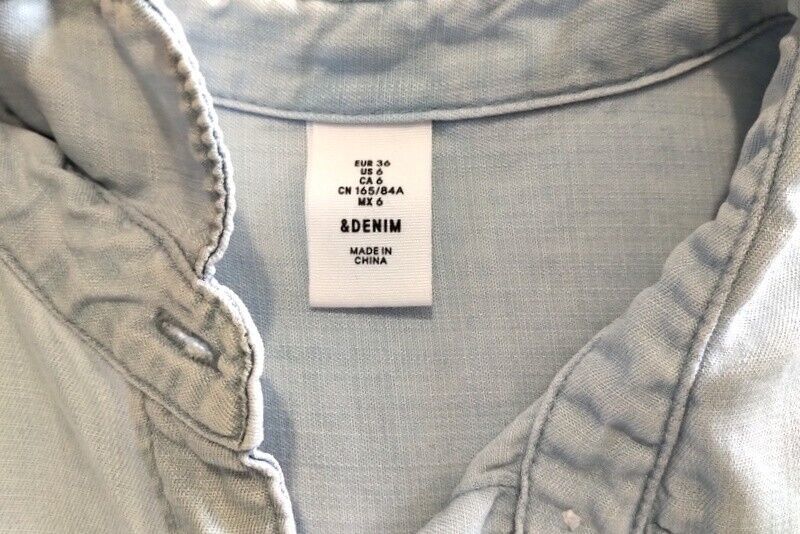 EUR 36
US 6
CA 6
CN 165/84A
MX 6
&DENIM
MADE IN
CHINA